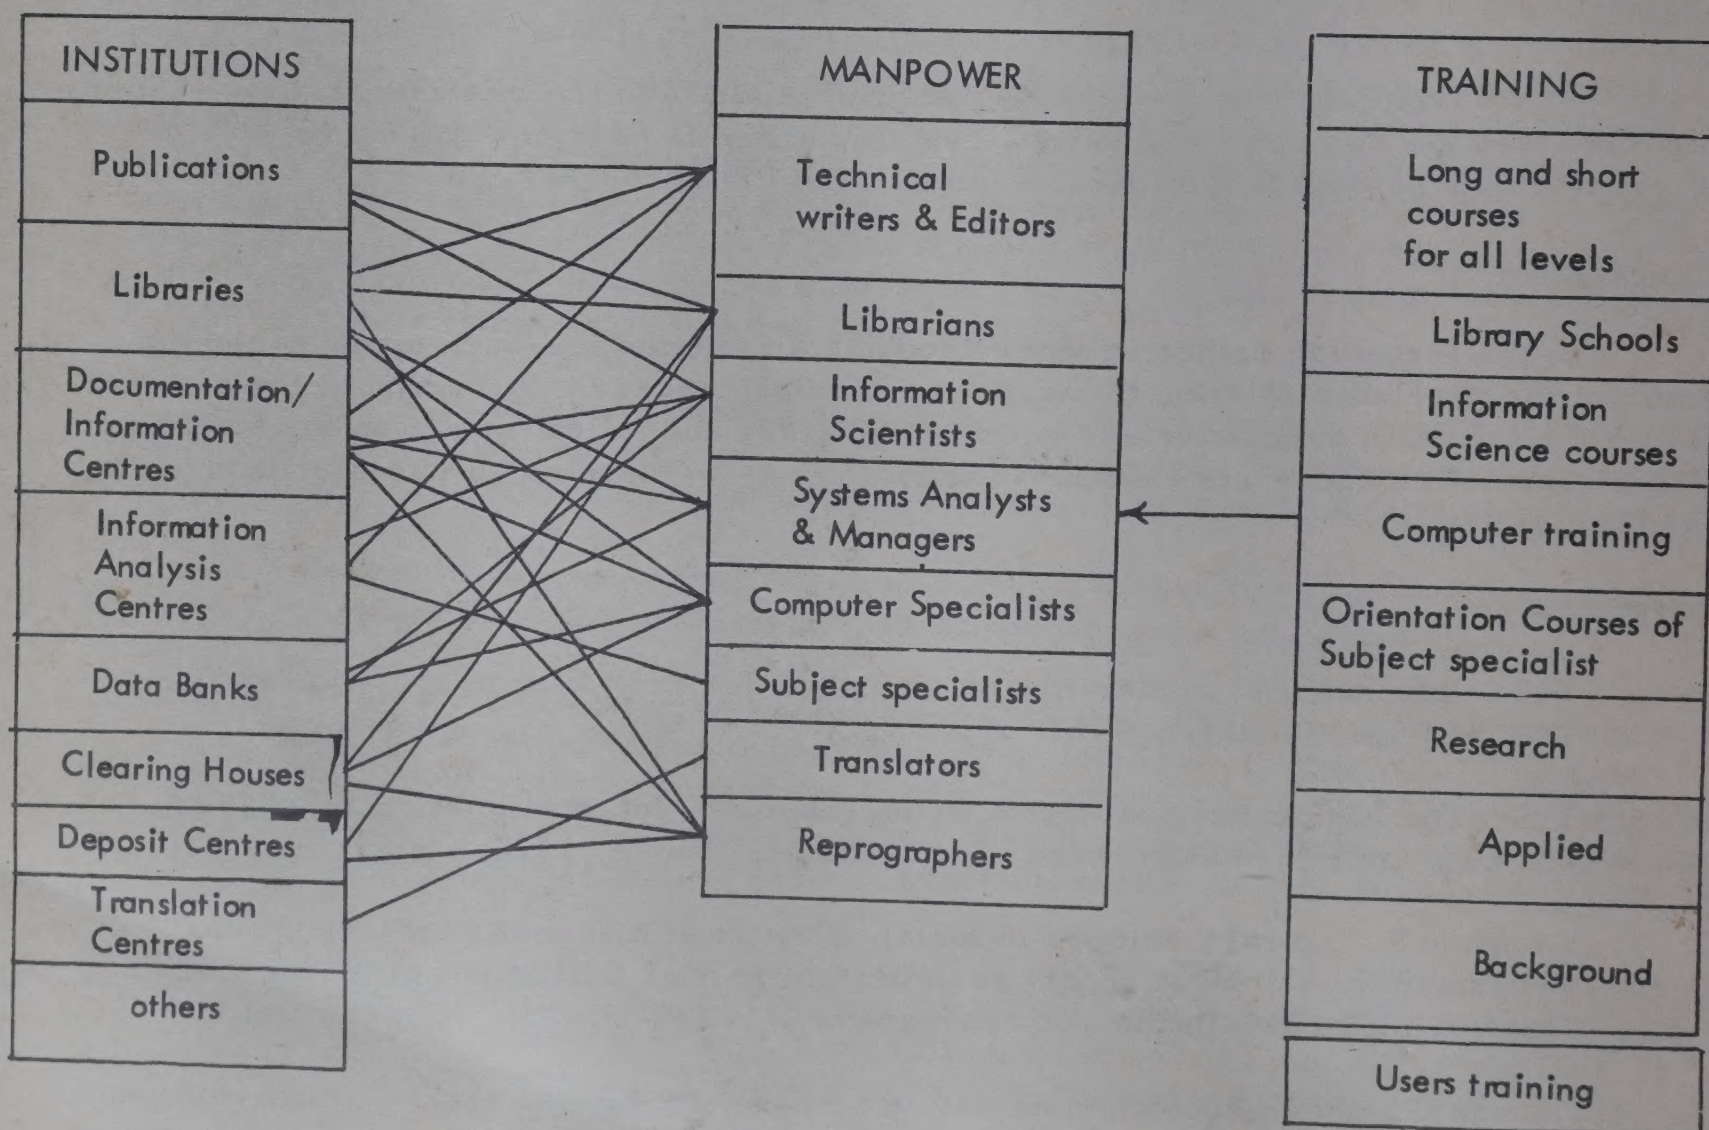 INSTITUTIONS
Publications
Libraries
Documentation/
Information
Centres
Information
Analysis
Centres
Data Banks
Clearing Houses
Deposit Centres
Translation
Centres
others
MANPOWER
Technical
writers & Editors
Librarians
Information
Scientists
Systems Analysts
& Managers
Computer Specialists
Subject specialists
Translators
Reprographers
TRAINING
Long and short
courses
for all levels
Library Schools
Information
Science courses
Computer training
Orientation Courses of
Subject specialist
Research
Applied
Background
Users training